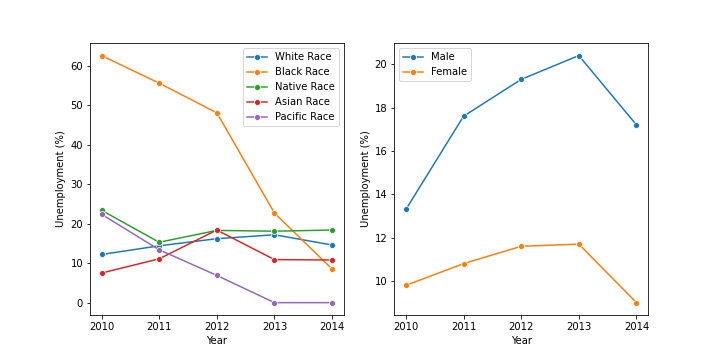 White Race
Black Race
Native Race
Asian Race
Pacific Race
Unemployment (%)
60
50
40
30
20
10
0
2010 2011 2012 2013 2014
Year
Male
Female
Unemployment (%)
20
18
16
14
12
10
2010 2011 2012 2013 2014
Year